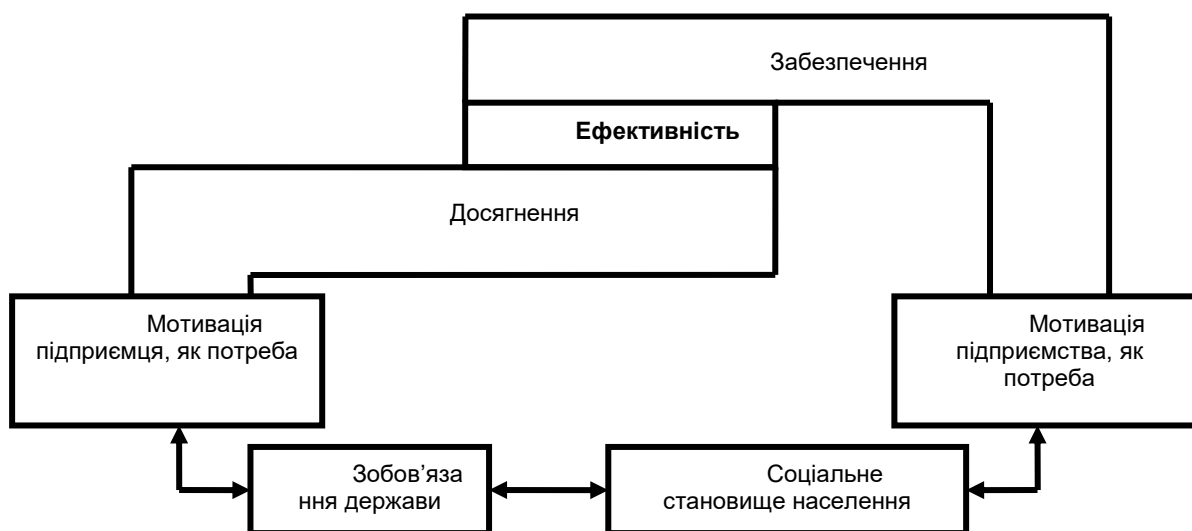 Забезпечення
Ефективність
Досягнення
Мотивація
підприємця, як потреба
Мотивація
підприємства, як
потреба
Зобов’яза
ння держави
Соціальне
становище населення